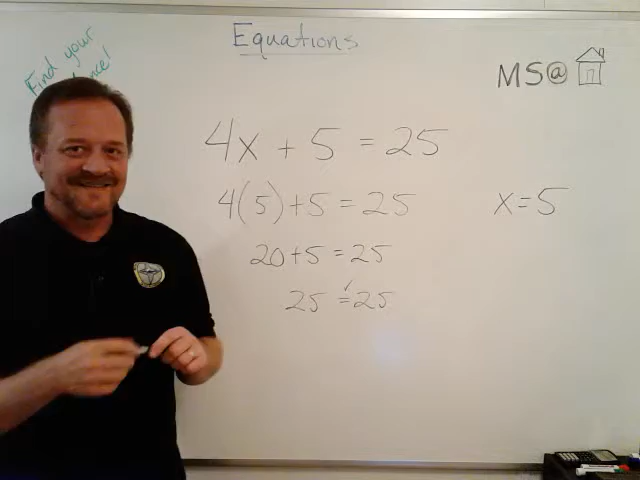 Find your
Equations
MS@
4x + 5 = 25
4(5)+5 = 25
x=5
20+5 = 25
25 = 25